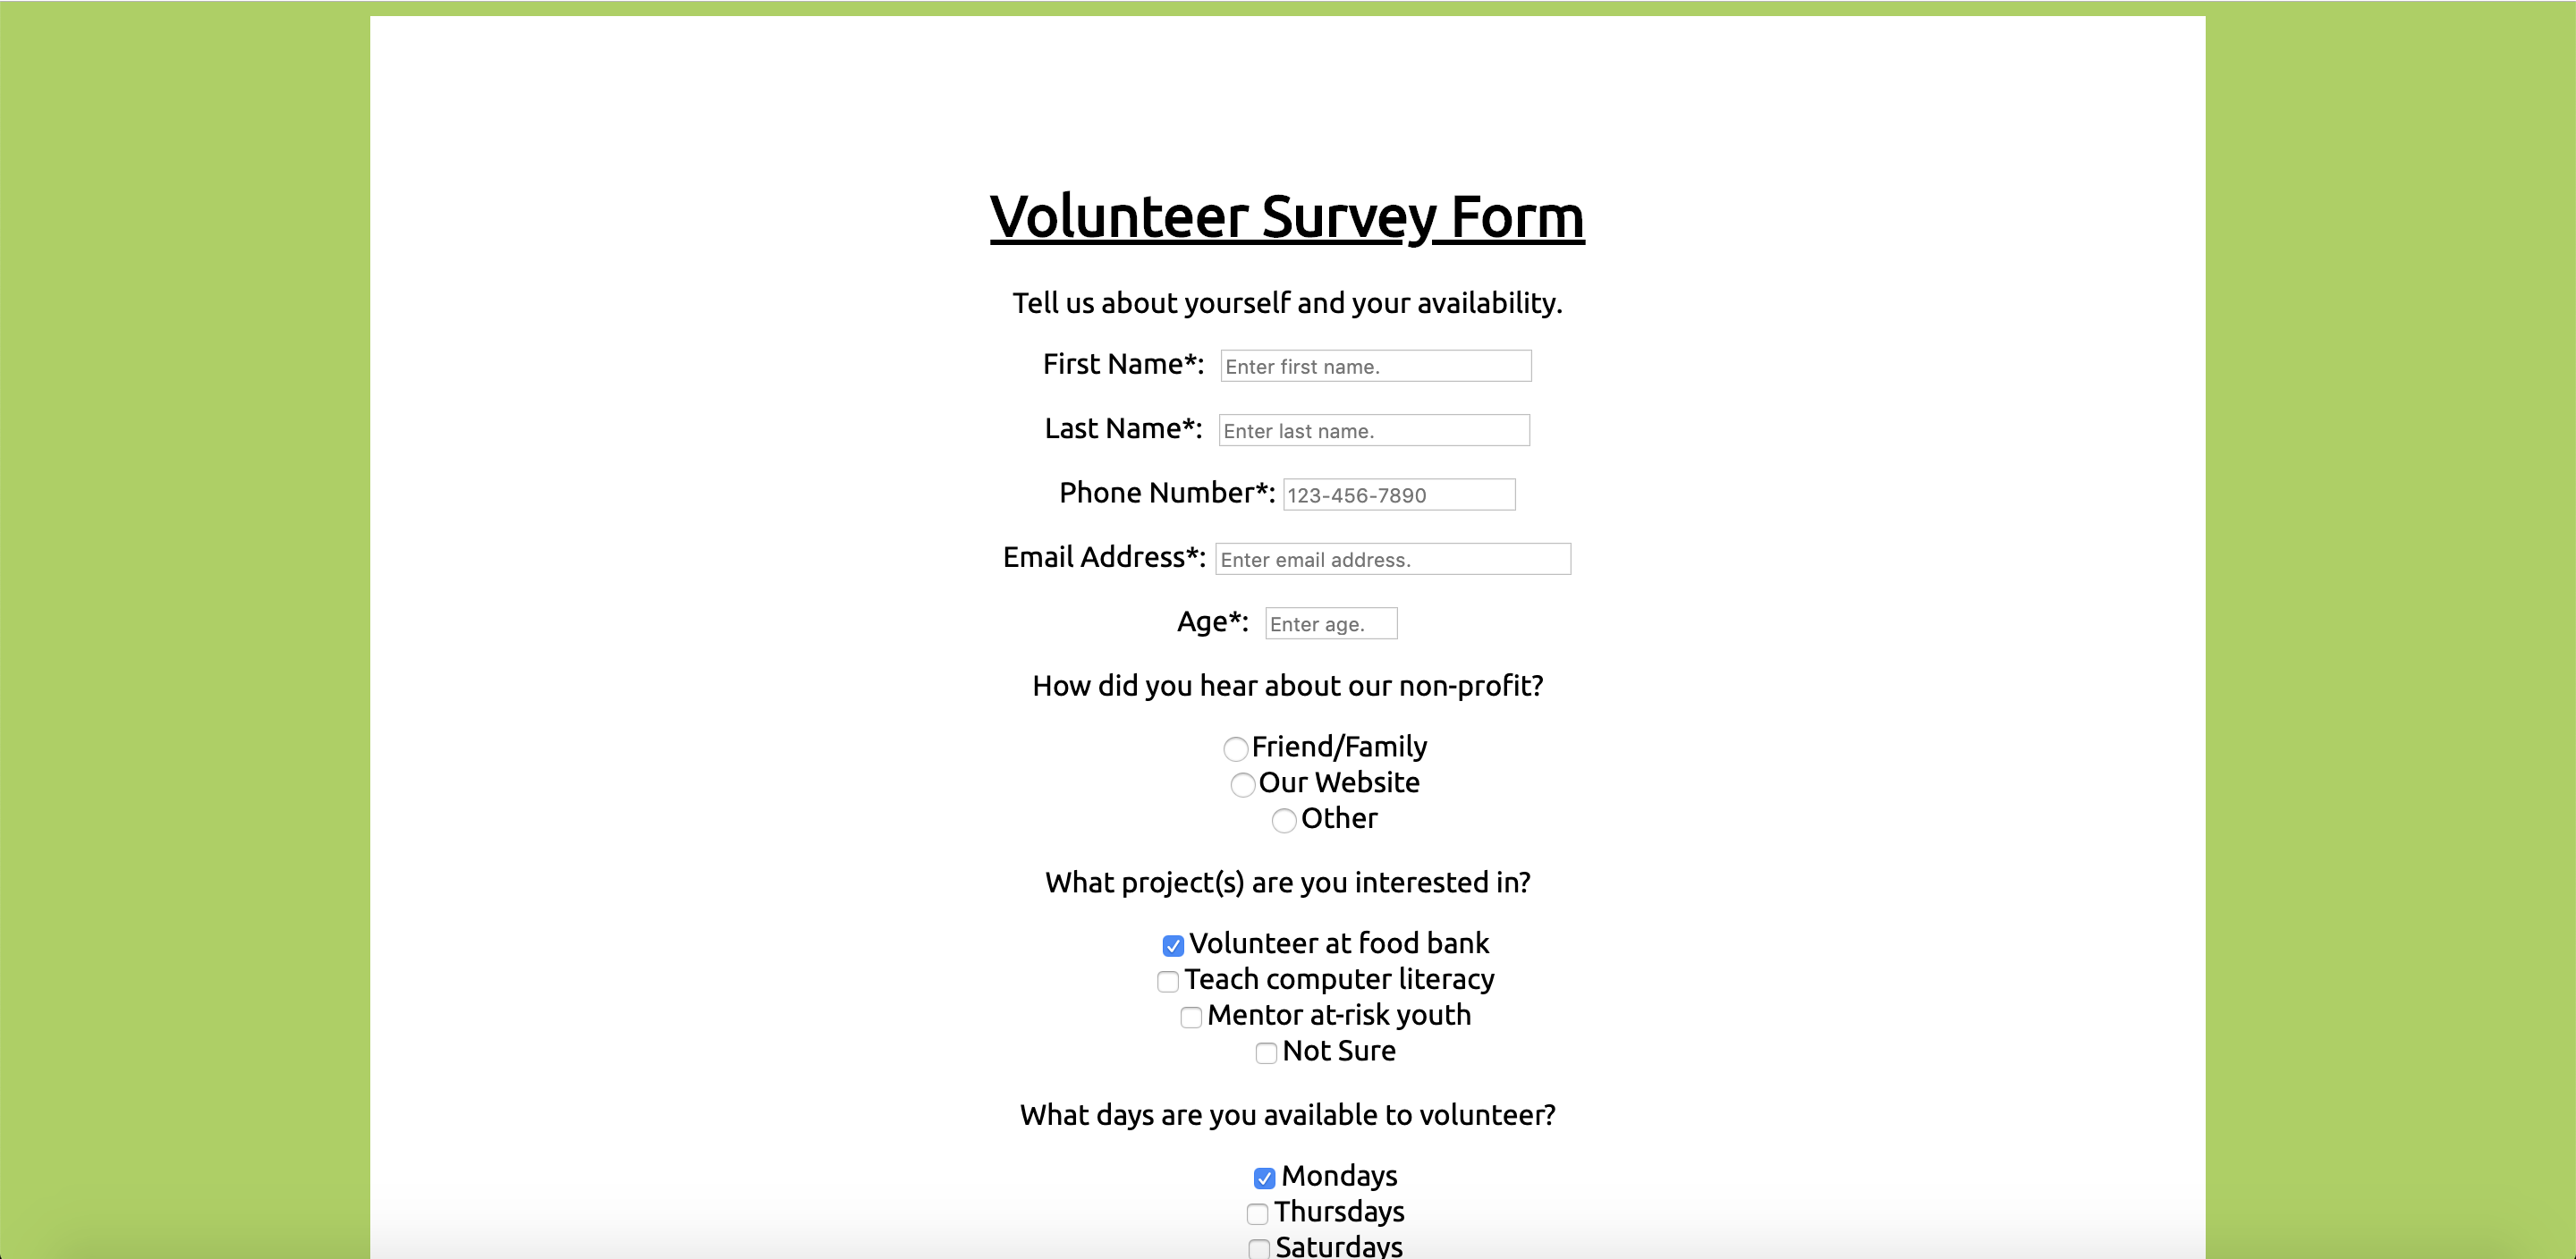 Volunteer Survey Form
Tell us about yourself and your availability.
First Name*: Enter first name.
Last Name*: Enter last name.
Phone Number*: 123-456-7890
Email Address*: Enter email address.
Age*: Enter age.
How did you hear about our non-profit?
Friend/Family
Our Website
Other
What project(s) are you interested in?
Volunteer at food bank
Teach computer literacy
Mentor at-risk youth
Not Sure
What days are you available to volunteer?
Mondays
Thursdays
Saturdays